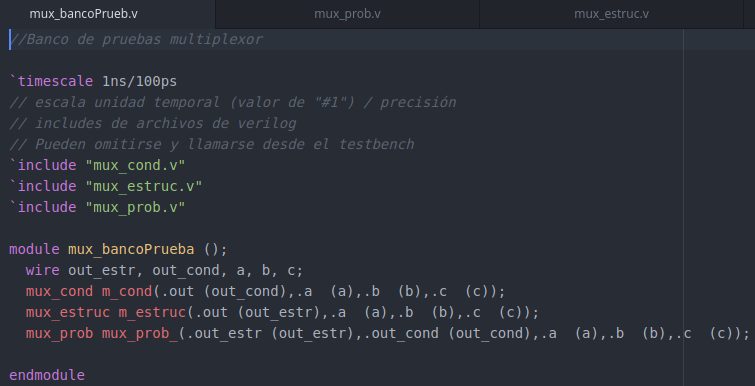 mux_bancoPrueb.v mux_prob.v mux_estruc.v
//Banco de pruebas multiplexor
`timescale 1ns/100ps
// escala unidad temporal (valor de "#1") / precisión
// includes de archivos de verilog
// Pueden omitirse y llamarse desde el testbench
`include "mux_cond.v"
`include "mux_estruc.v"
`include "mux_prob.v"
module mux_bancoPrueba ();
  wire out_estr, out_cond, a, b, c;
  mux_cond m_cond(.out (out_cond),.a  (a),.b  (b),.c  (c));
  mux_estruc m_estruc(.out (out_estr),.a  (a),.b  (b),.c  (c));
  mux_prob mux_prob_(.out_estr (out_estr),.out_cond (out_cond),.a  (a),.b  (b),.c  (c));
endmodule